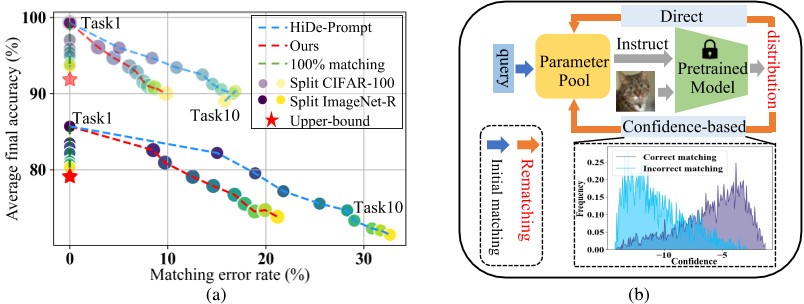 100
90
80
Average final accuracy (%)
Task1
Task10
Task1
Task10
HiDe-Prompt
Ours
100% matching
Split CIFAR-100
Split ImageNet-R
Upper-bound
0
10
20
30
Matching error rate (%)
(a)
Direct
query
Parameter
Pool
Instruct
Pretrained
Model
distribution
Confidence-based
Initial matching
Rematching
Correct matching
Incorrect matching
Frequency
0.25
0.20
0.15
0.10
0.05
0.00
−10
−5
Confidence
(b)